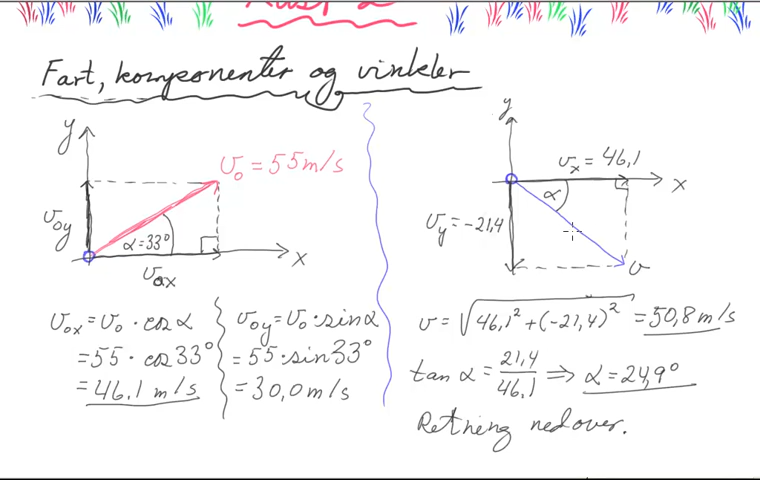 Fart, komponenter og vinkler
y
v₀ = 55 m/s
v₀y
α = 33°
x
v₀x
v₀x = v₀ · cos α
= 55 · cos 33°
= 46,1 m/s
v₀y = v₀ · sin α
= 55 · sin 33°
= 30,0 m/s
y
vₓ = 46,1
x
α
v_y = -21,4
v
v = √46,1² + (-21,4)² = 50,8 m/s
tan α = 21,4/46,1 ⇒ α = 24,9°
Retning nedover.